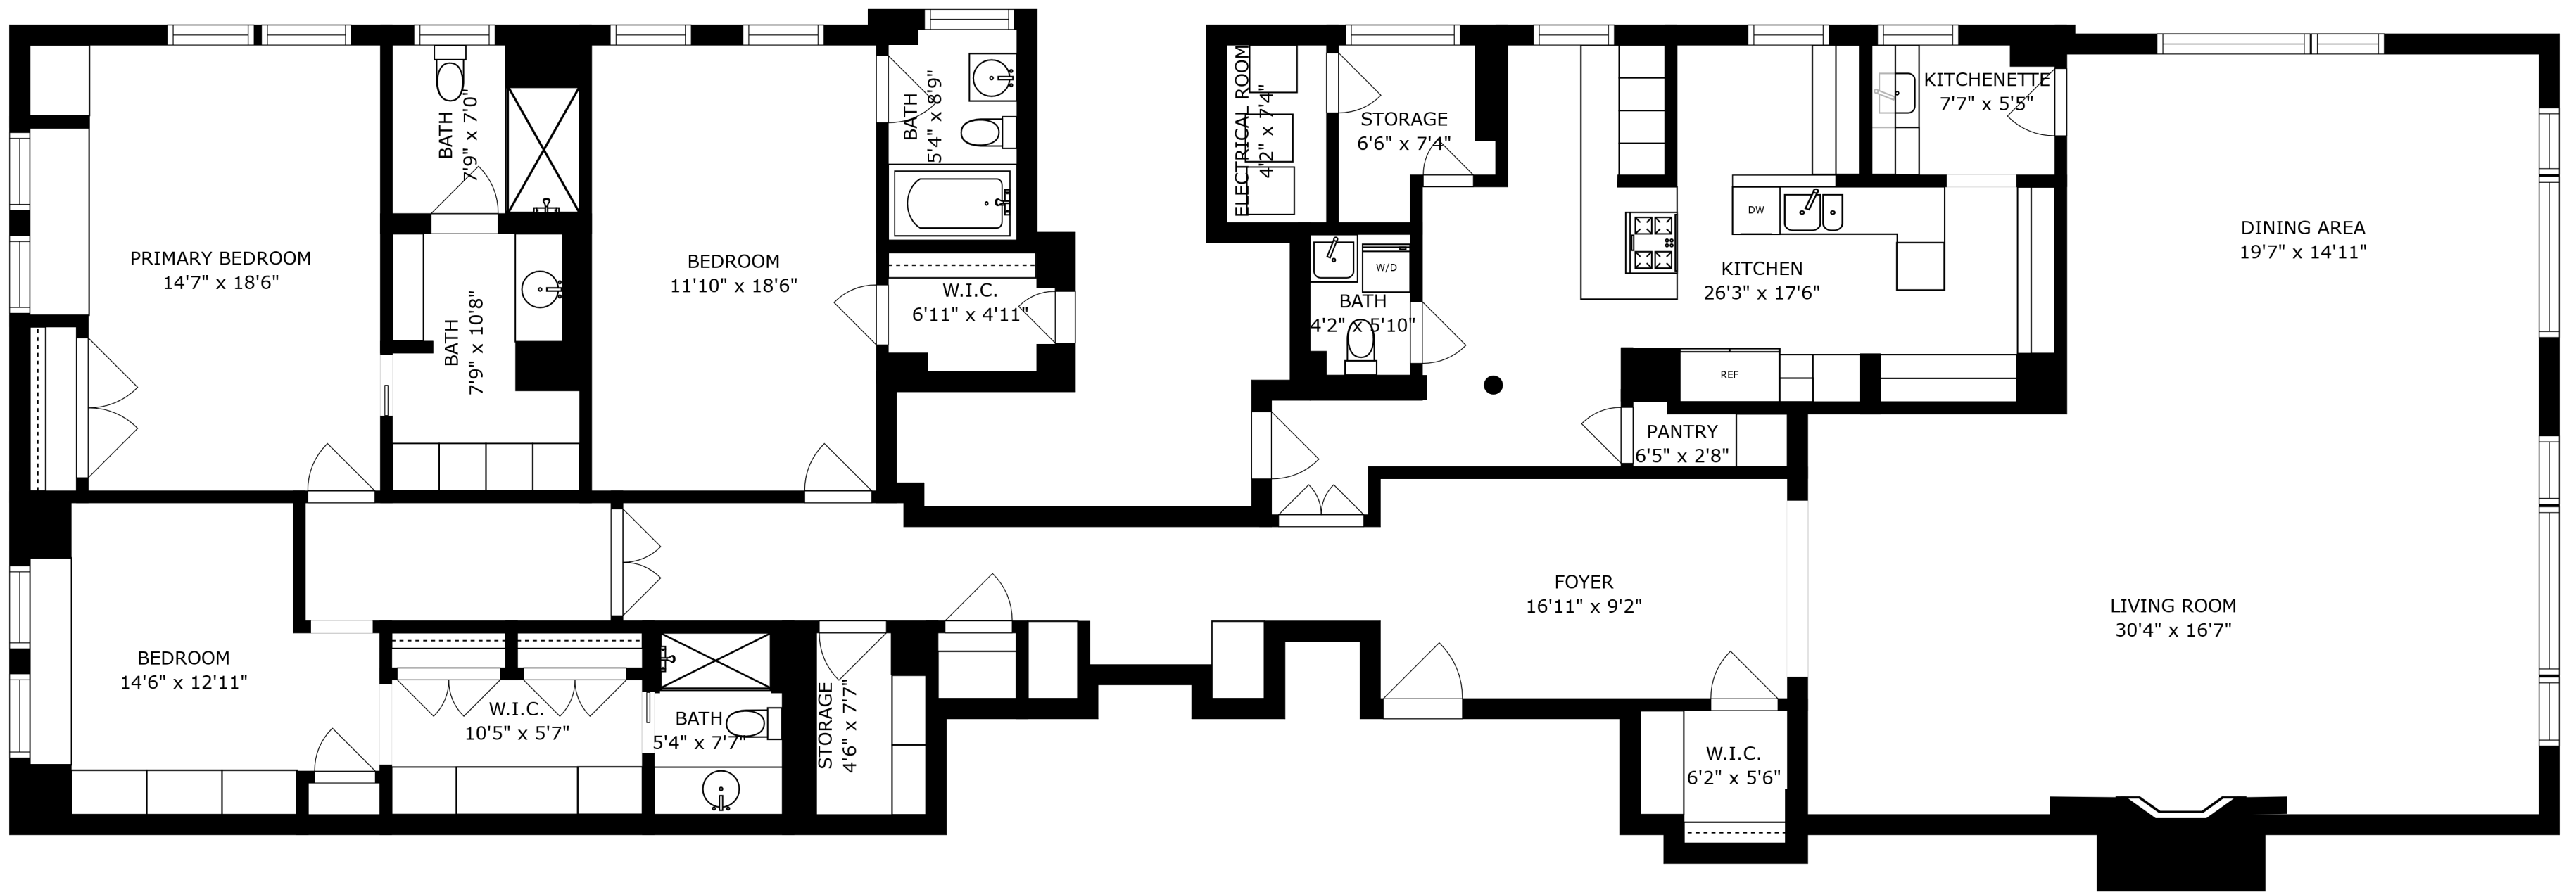 PRIMARY BEDROOM
14'7" x 18'6"
BATH
7'9" x 7'0"
BATH
7'9" x 10'8"
BEDROOM
11'10" x 18'6"
BATH
5'4" x 8'9"
W.I.C.
6'11" x 4'11"
ELECTRICAL ROOM
4'2" x 7'4"
STORAGE
6'6" x 7'4"
BATH
4'2" x 5'10"
W/D
KITCHEN
26'3" x 17'6"
DW
REF
KITCHENETTE
7'7" x 5'5"
DINING AREA
19'7" x 14'11"
PANTRY
6'5" x 2'8"
BEDROOM
14'6" x 12'11"
W.I.C.
10'5" x 5'7"
BATH
5'4" x 7'7"
STORAGE
4'6" x 7'7"
FOYER
16'11" x 9'2"
W.I.C.
6'2" x 5'6"
LIVING ROOM
30'4" x 16'7"